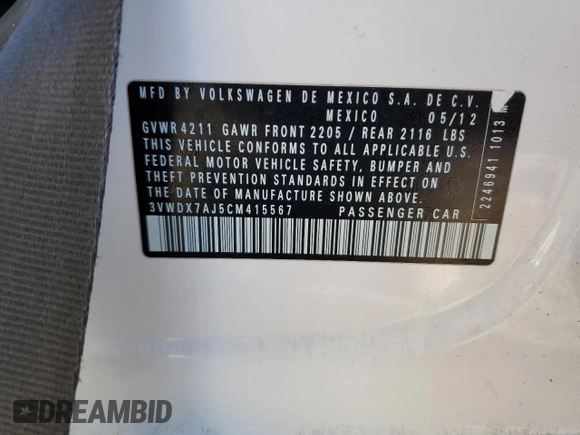 MFD BY VOLKSWAGEN DE MEXICO S.A. DE C.V.
MEXICO 05/12
GVWR 4211 GAWR FRONT 2205 / REAR 2116 LBS
THIS VEHICLE CONFORMS TO ALL APPLICABLE U.S.
FEDERAL MOTOR VEHICLE SAFETY, BUMPER AND
THEFT PREVENTION STANDARDS IN EFFECT ON
THE DATE OF MANUFACTURE SHOWN ABOVE.
3VWDX7AJ5CM415567 PASSENGER CAR
2246941 1013
DREAMBID